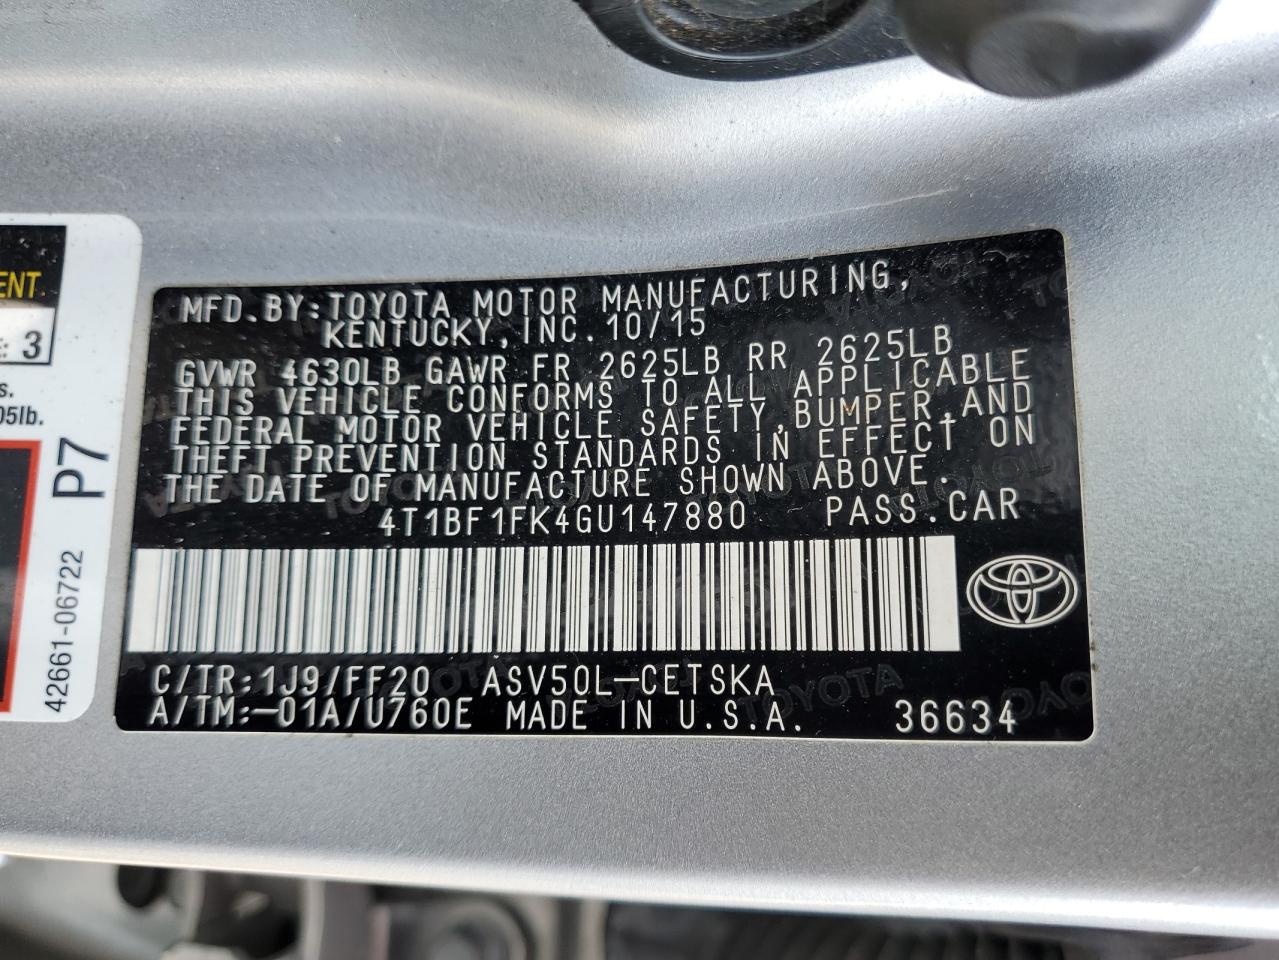 ENT
3
s.
05lb.
P7
42661-06722
MFD.BY:TOYOTA MOTOR MANUFACTURING,
KENTUCKY,INC.10/15
GVWR 4630LB GAWR FR 2625LB RR 2625LB
THIS VEHICLE CONFORMS TO ALL APPLICABLE
FEDERAL MOTOR VEHICLE SAFETY,BUMPER,AND
THEFT PREVENTION STANDARDS IN EFFECT ON
THE DATE OF MANUFACTURE SHOWN ABOVE.
4T1BF1FK4GU147880 PASS.CAR
C/TR:1J9/FF20 ASV50L-CETSKA
A/TM:-01A/U760E MADE IN U.S.A. 36634
TOYOTA